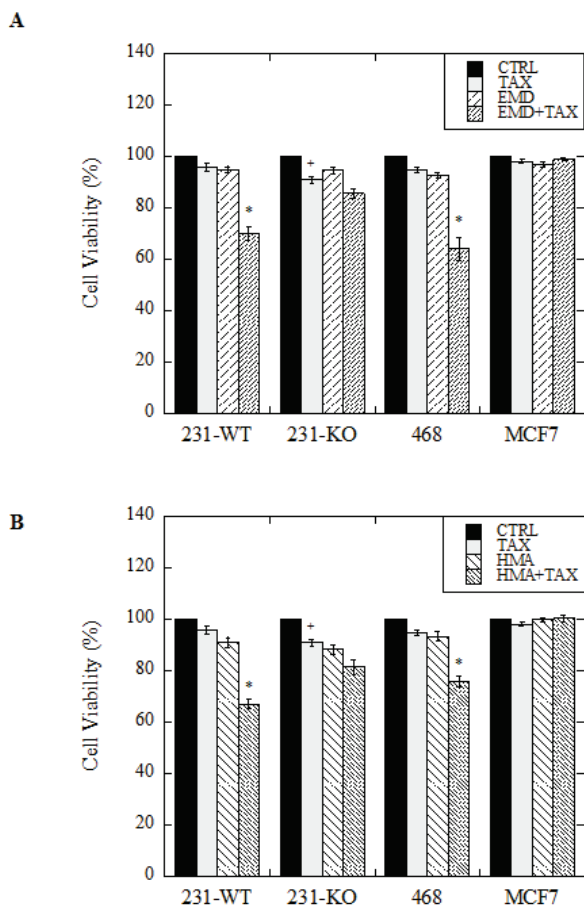 A
140
120
100
80
60
40
20
0
Cell Viability (%)
CTRL
TAX
EMD
EMD+TAX
*
+
*
231-WT 231-KO 468 MCF7
B
140
120
100
80
60
40
20
0
Cell Viability (%)
CTRL
TAX
HMA
HMA+TAX
*
+
*
231-WT 231-KO 468 MCF7